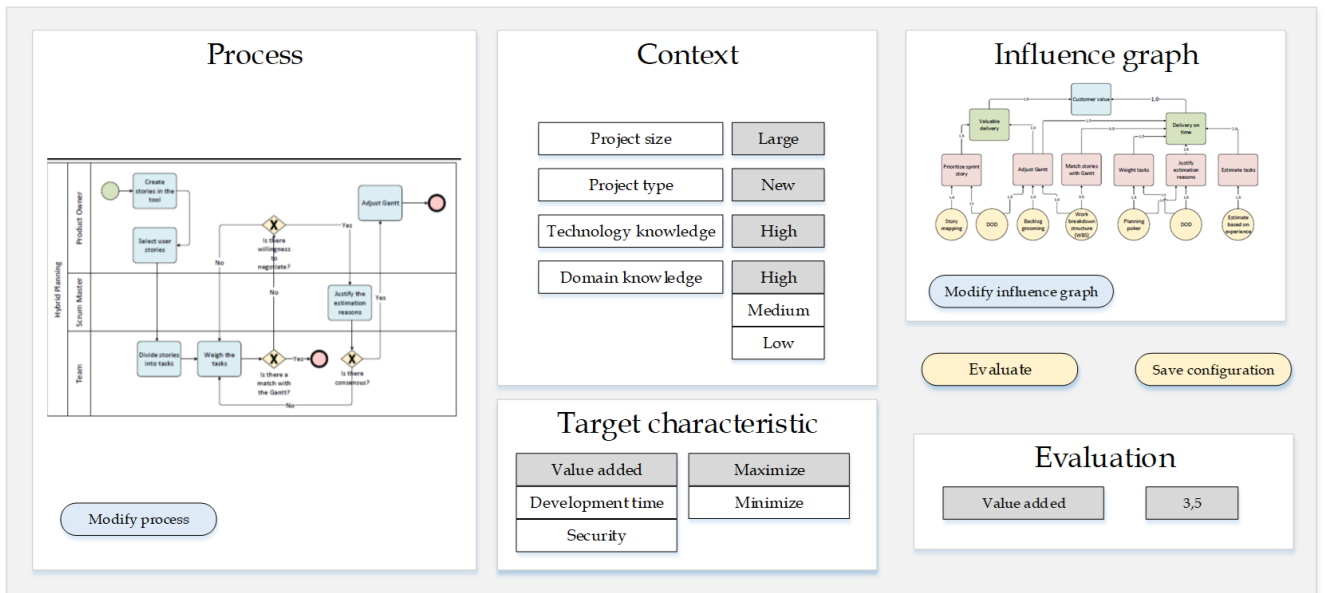 Process
Hybrid Planning
Product Owner
Scrum Master
Team
Create
stories in the
tool
Select user
stories
Is there
willingness
to
negotiate?
Adjust Gantt
Yes
No
No
Justify the
estimation
reasons
Yes
Divide stories
into tasks
Weigh the
tasks
Yes
Is there a
match with
the Gantt?
Is there
consensus?
No
Modify process
Context
Project size
Large
Project type
New
Technology knowledge
High
Domain knowledge
High
Medium
Low
Target characteristic
Value added
Maximize
Development time
Minimize
Security
Influence graph
Customer value
1.0
1.0
Valuable
delivery
Delivery on
time
Prioritize sprint
story
Adjust Gantt
Match stories
with Gantt
Weight tasks
Justify
estimation
reasons
Estimate tasks
Story
mapping
DOD
Backlog
grooming
Work
breakdown
structure
(WBS)
Planning
poker
DOD
Estimate
based on
experience
Modify influence graph
Evaluate
Save configuration
Evaluation
Value added
3,5